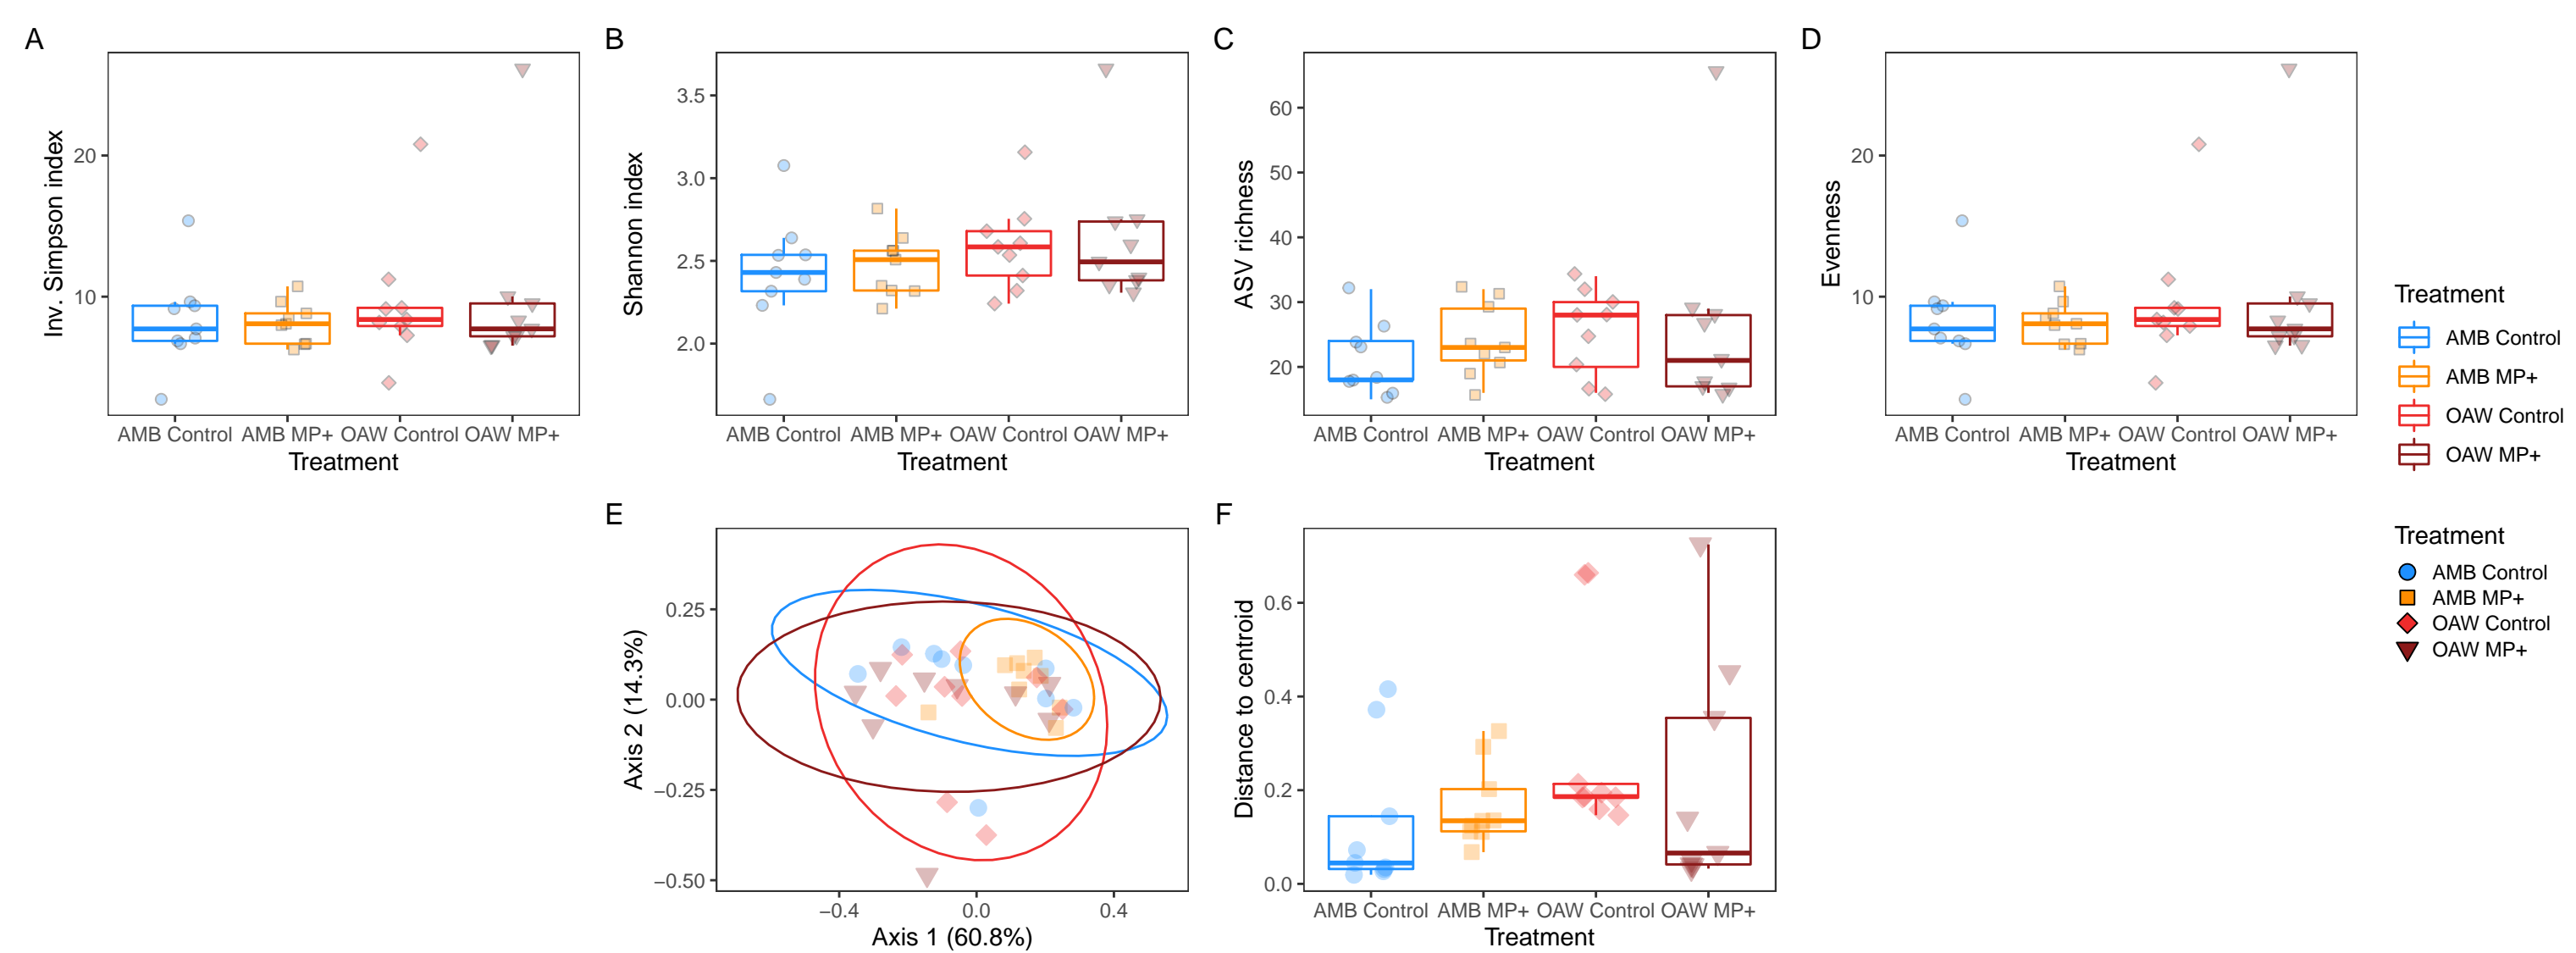 A
Inv. Simpson index
20
10
AMB Control AMB MP+ OAW Control OAW MP+
Treatment
B
Shannon index
3.5
3.0
2.5
2.0
AMB Control AMB MP+ OAW Control OAW MP+
Treatment
C
ASV richness
60
50
40
30
20
AMB Control AMB MP+ OAW Control OAW MP+
Treatment
D
Evenness
20
10
AMB Control AMB MP+ OAW Control OAW MP+
Treatment
Treatment
AMB Control
AMB MP+
OAW Control
OAW MP+
E
Axis 2 (14.3%)
0.25
0.00
−0.25
−0.50
−0.4 0.0 0.4
Axis 1 (60.8%)
F
Distance to centroid
0.6
0.4
0.2
0.0
AMB Control AMB MP+ OAW Control OAW MP+
Treatment
Treatment
AMB Control
AMB MP+
OAW Control
OAW MP+